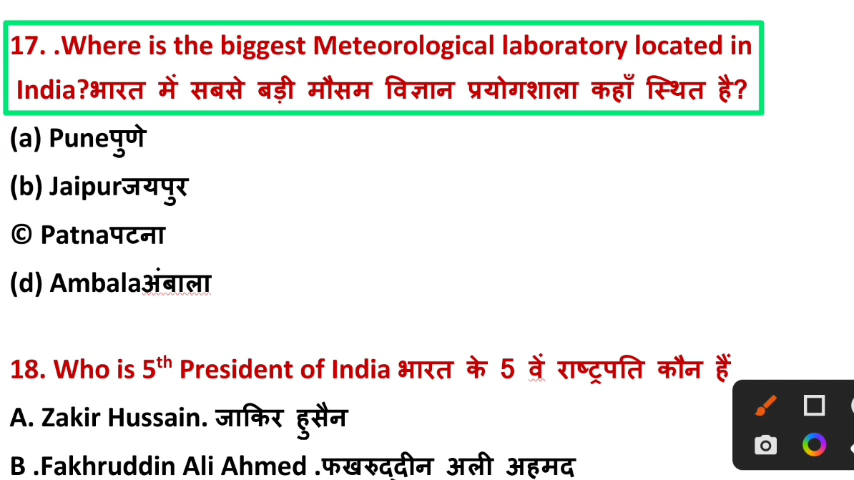 17. .Where is the biggest Meteorological laboratory located in
India?भारत में सबसे बड़ी मौसम विज्ञान प्रयोगशाला कहाँ स्थित है?
(a) Puneपुणे
(b) Jaipurजयपुर
© Patnaपटना
(d) Ambalaअंबाला
18. Who is 5th President of India भारत के 5 वें राष्ट्रपति कौन हैं
A. Zakir Hussain. जाकिर हुसैन
B .Fakhruddin Ali Ahmed .फखरुद्दीन अली अहमद